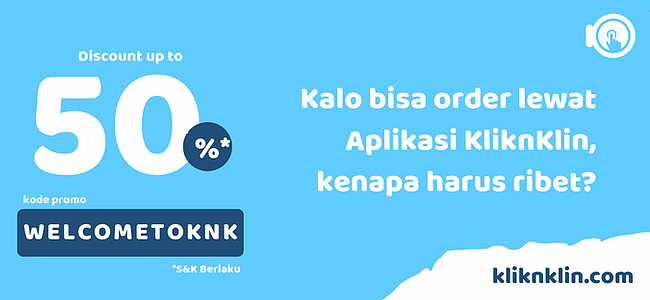 Discount up to
50%*
kode promo
WELCOMETOKNK
*S&K Berlaku
Kalo bisa order lewat
Aplikasi KliknKlin,
kenapa harus ribet?
kliknklin.com